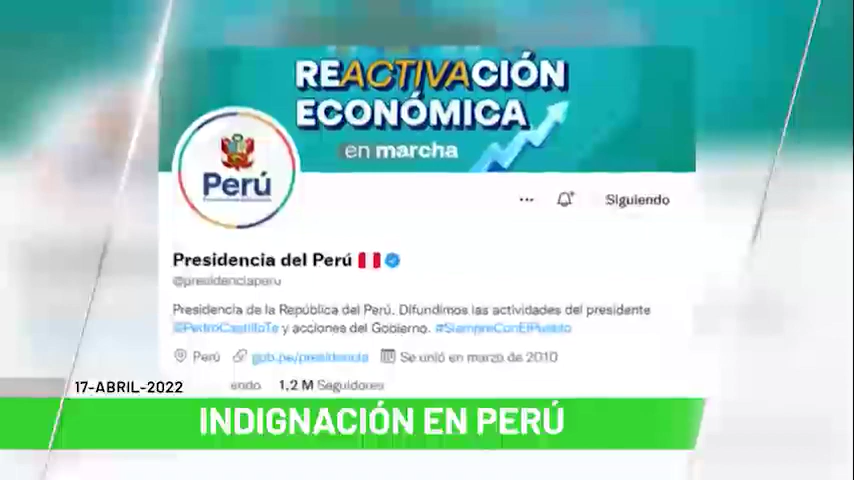 REACTIVACIÓN
ECONÓMICA
en marcha
Perú
Siguiendo
Presidencia del Perú
@presidenciaperu
Presidencia de la República del Perú. Difundimos las actividades del presidente
@PedroCastilloTe y acciones del Gobierno. #SiempreConElPueblo
Perú gob.pe/presidencia Se unió en marzo de 2010
1,2 M Seguidores
17-ABRIL-2022
INDIGNACIÓN EN PERÚ